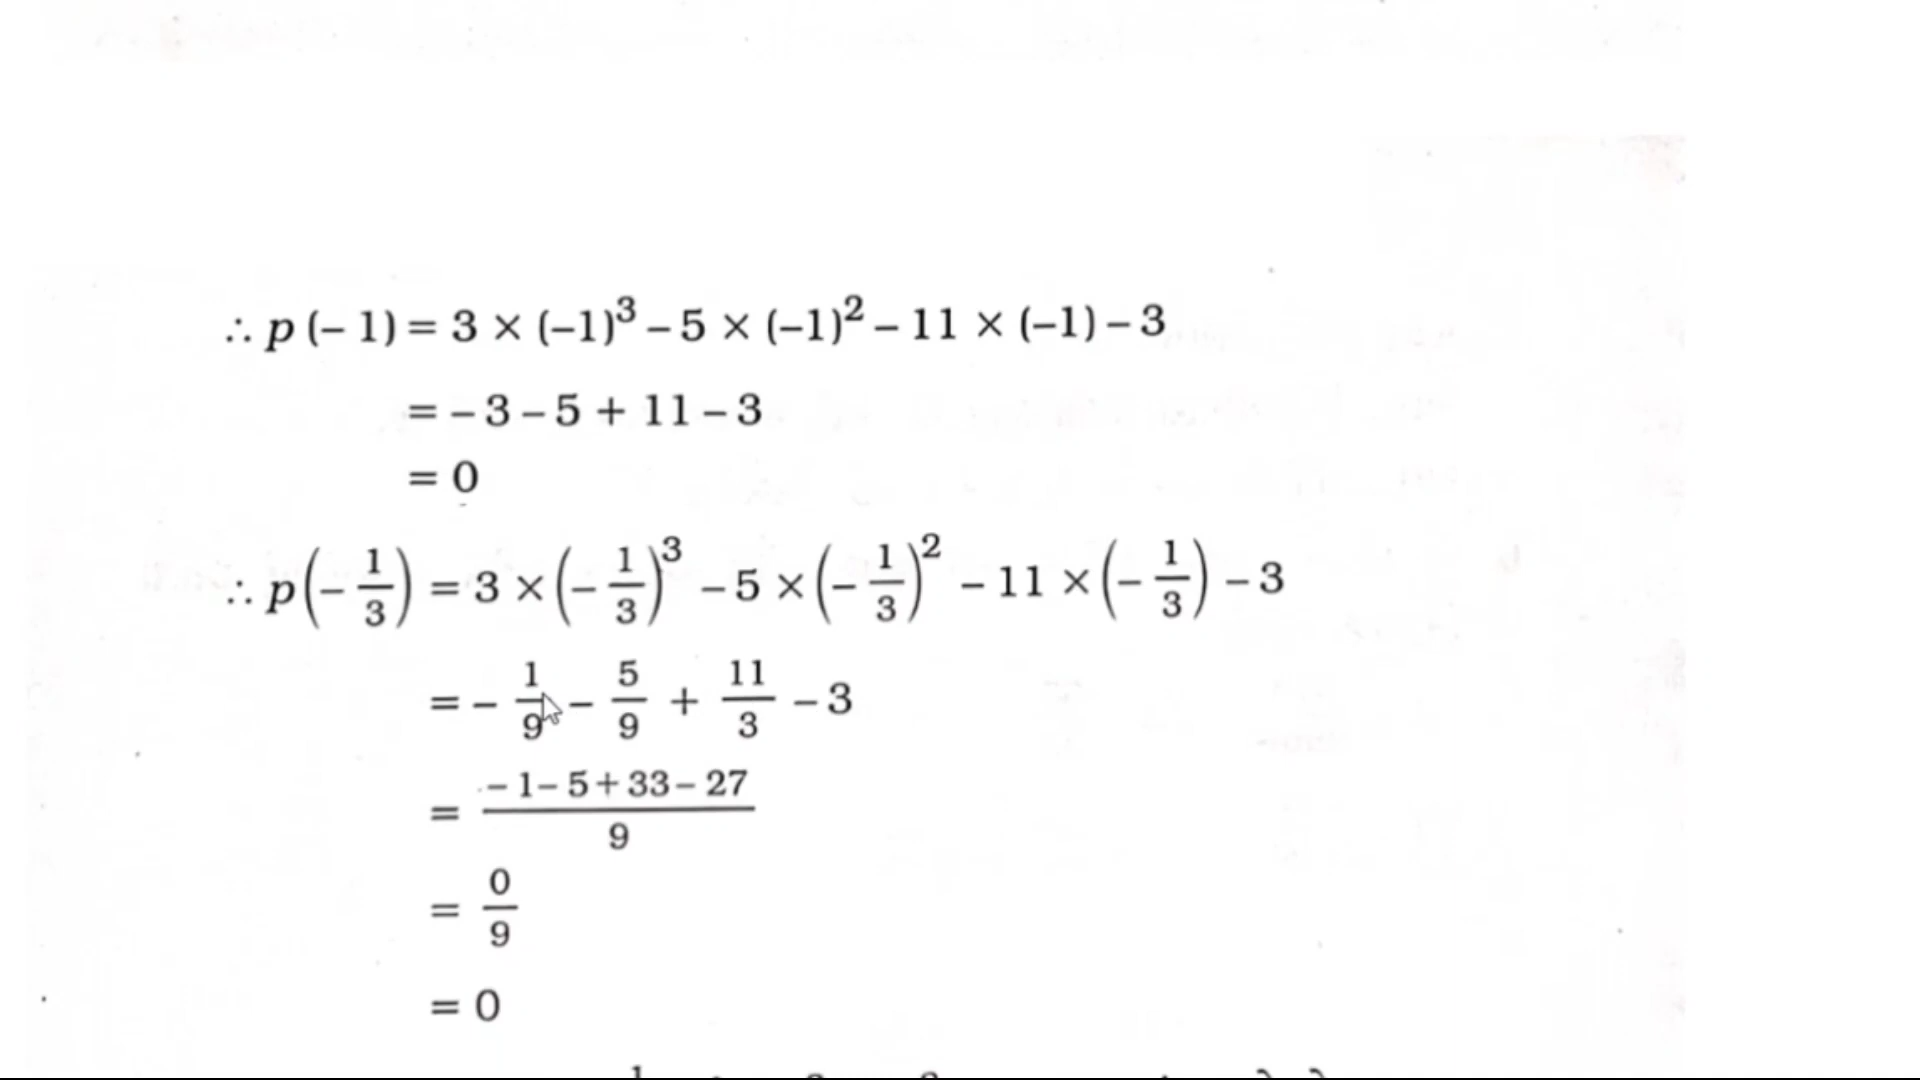 ∴ p (– 1) = 3 × (–1)³ – 5 × (–1)² – 11 × (–1) – 3
= – 3 – 5 + 11 – 3
= 0
∴ p(– 1/3) = 3 × (– 1/3)³ – 5 × (– 1/3)² – 11 × (– 1/3) – 3
= – 1/9 – 5/9 + 11/3 – 3
= (– 1 – 5 + 33 – 27)/9
= 0/9
= 0